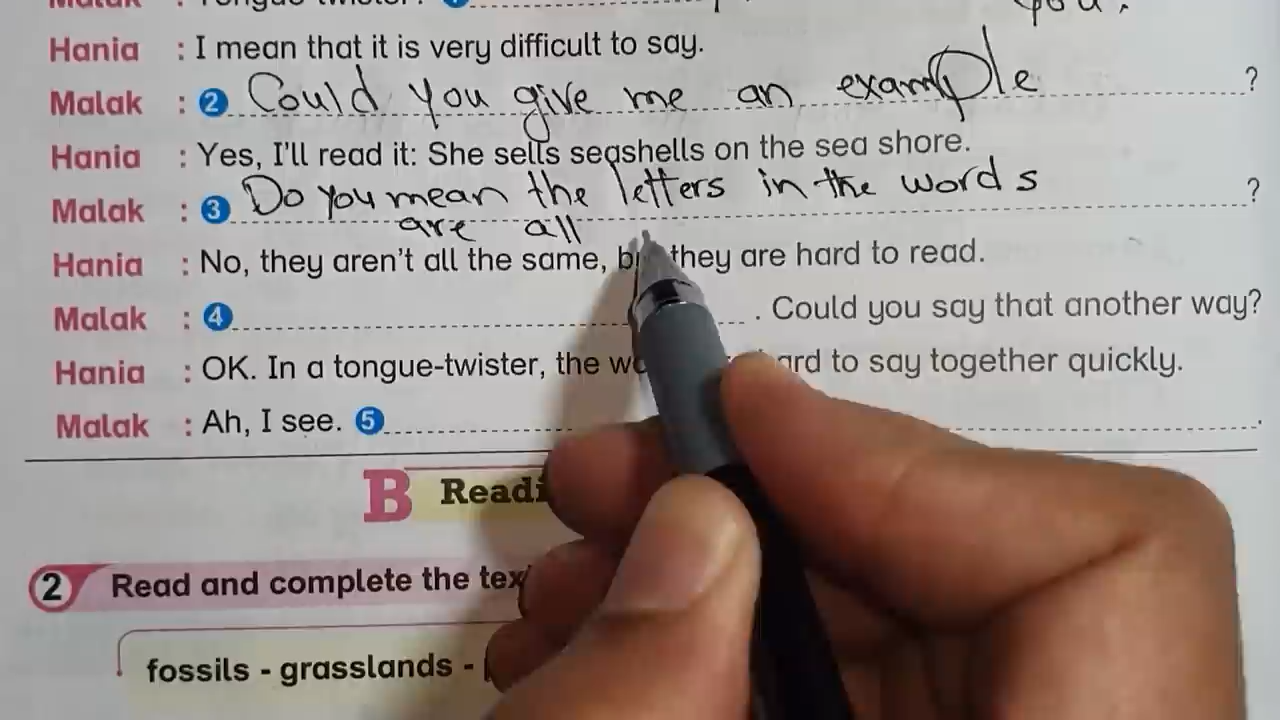 you.
Hania : I mean that it is very difficult to say.
Malak : 2 Could you give me an example ?
Hania : Yes, I'll read it: She sells seashells on the sea shore.
Malak : 3 Do you mean the letters in the words ?
are all
Hania : No, they aren't all the same, but they are hard to read.
Malak : 4 . Could you say that another way?
Hania : OK. In a tongue-twister, the hard to say together quickly.
Malak : Ah, I see. 5 .
B
2 Read and complete the text
fossils - grasslands -